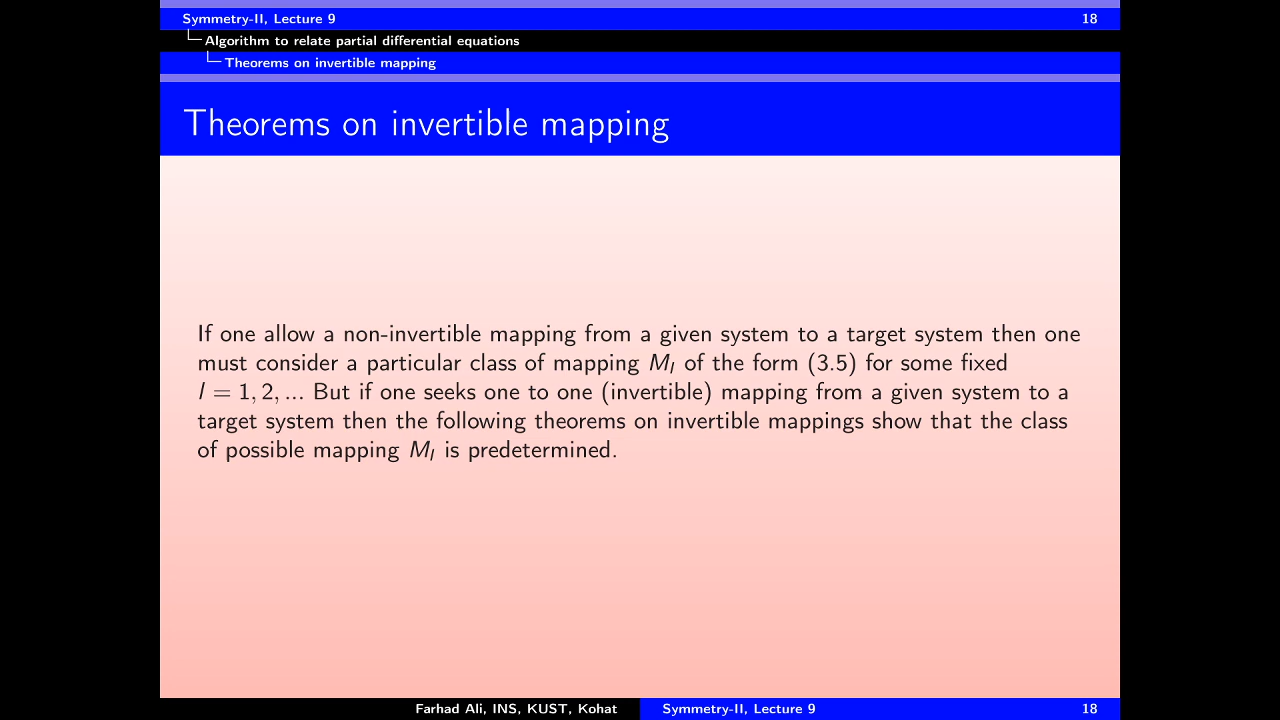 Symmetry-II, Lecture 9 18
Algorithm to relate partial differential equations
Theorems on invertible mapping
Theorems on invertible mapping
If one allow a non-invertible mapping from a given system to a target system then one
must consider a particular class of mapping M_l of the form (3.5) for some fixed
l = 1, 2, ... But if one seeks one to one (invertible) mapping from a given system to a
target system then the following theorems on invertible mappings show that the class
of possible mapping M_l is predetermined.
Farhad Ali, INS, KUST, Kohat Symmetry-II, Lecture 9 18